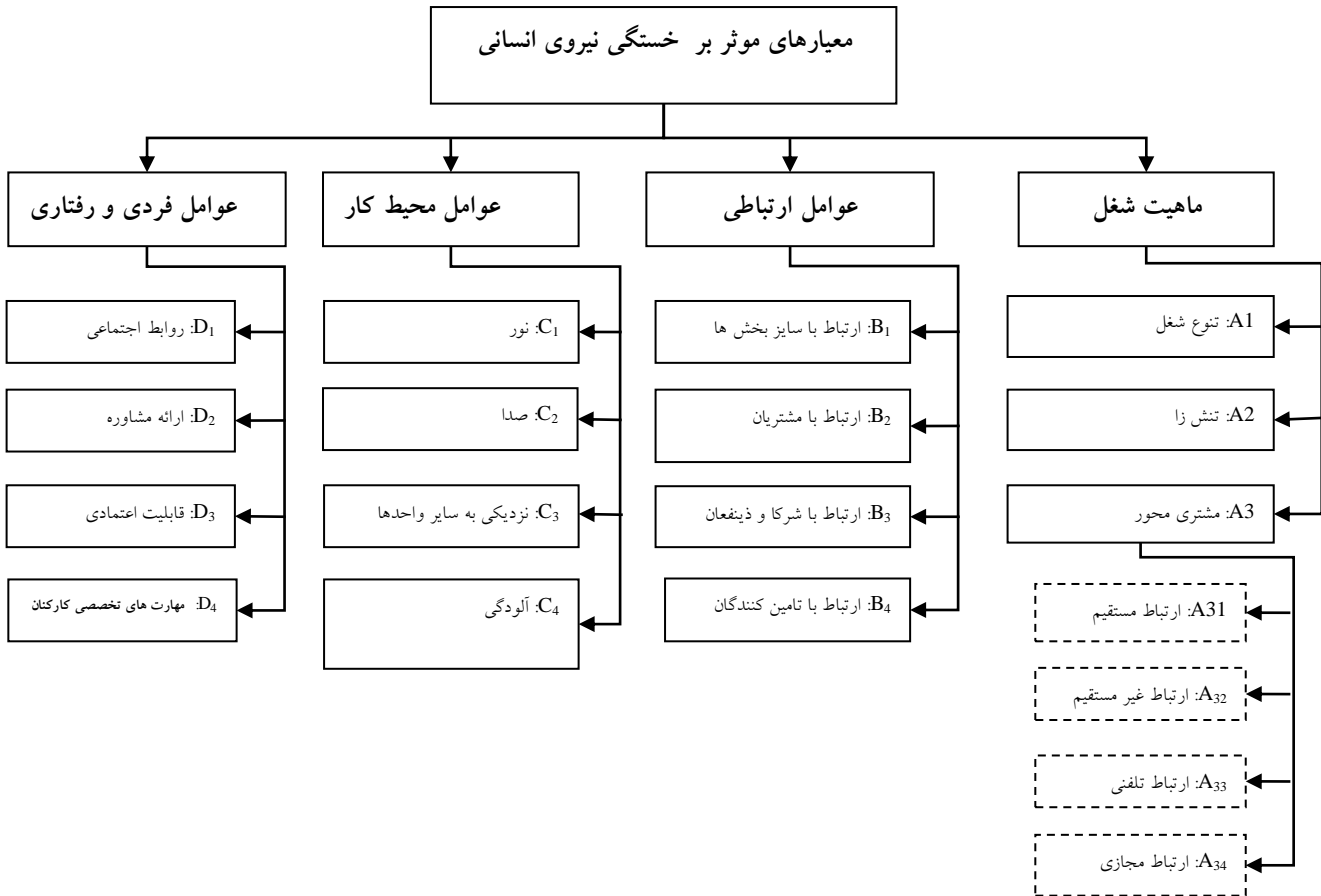 معیارهای موثر بر خستگی نیروی انسانی
ماهیت شغل
عوامل ارتباطی
عوامل محیط کار
عوامل فردی و رفتاری
A1: تنوع شغل
A2: تنش زا
A3: مشتری محور
A31: ارتباط مستقیم
A32: ارتباط غیر مستقیم
A33: ارتباط تلفنی
A34: ارتباط مجازی
B1: ارتباط با سایز بخش ها
B2: ارتباط با مشتریان
B3: ارتباط با شرکا و ذینفعان
B4: ارتباط با تامین کنندگان
C1: نور
C2: صدا
C3: نزدیکی به سایر واحدها
C4: آلودگی
D1: روابط اجتماعی
D2: ارائه مشاوره
D3: قابلیت اعتمادی
D4: مهارت های تخصصی کارکنان